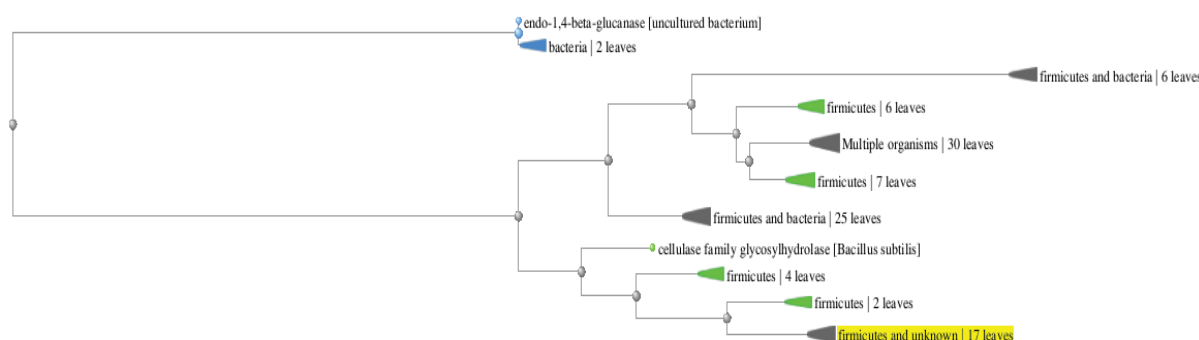 endo-1,4-beta-glucanase [uncultured bacterium]
bacteria | 2 leaves
firmicutes and bacteria | 6 leaves
firmicutes | 6 leaves
Multiple organisms | 30 leaves
firmicutes | 7 leaves
firmicutes and bacteria | 25 leaves
cellulase family glycosylhydrolase [Bacillus subtilis]
firmicutes | 4 leaves
firmicutes | 2 leaves
firmicutes and unknown | 17 leaves